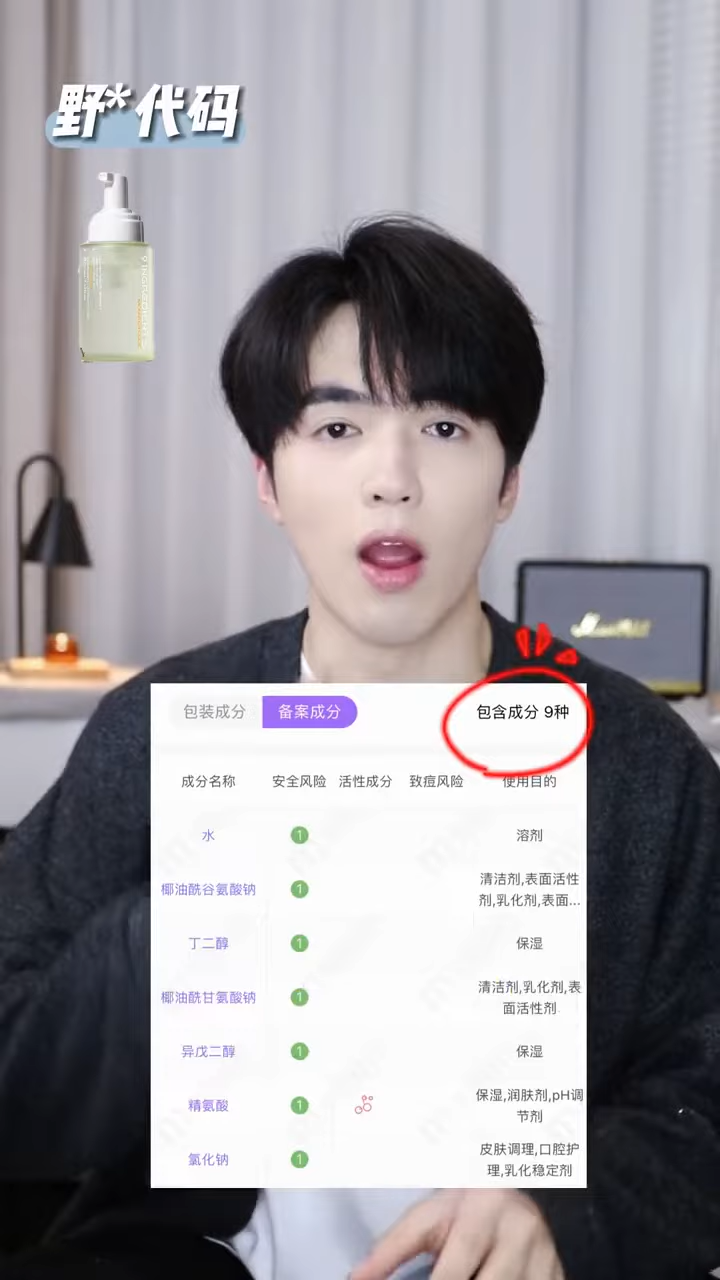 野*代码
包装成分 备案成分 包含成分 9种
成分名称 安全风险 活性成分 致痘风险 使用目的
水 1 溶剂
椰油酰谷氨酸钠 1 清洁剂,表面活性
剂,乳化剂,表面...
丁二醇 1 保湿
椰油酰甘氨酸钠 1 清洁剂,乳化剂,表
面活性剂
异戊二醇 1 保湿
精氨酸 1 保湿,润肤剂,pH调
节剂
氯化钠 1 皮肤调理,口腔护
理,乳化稳定剂